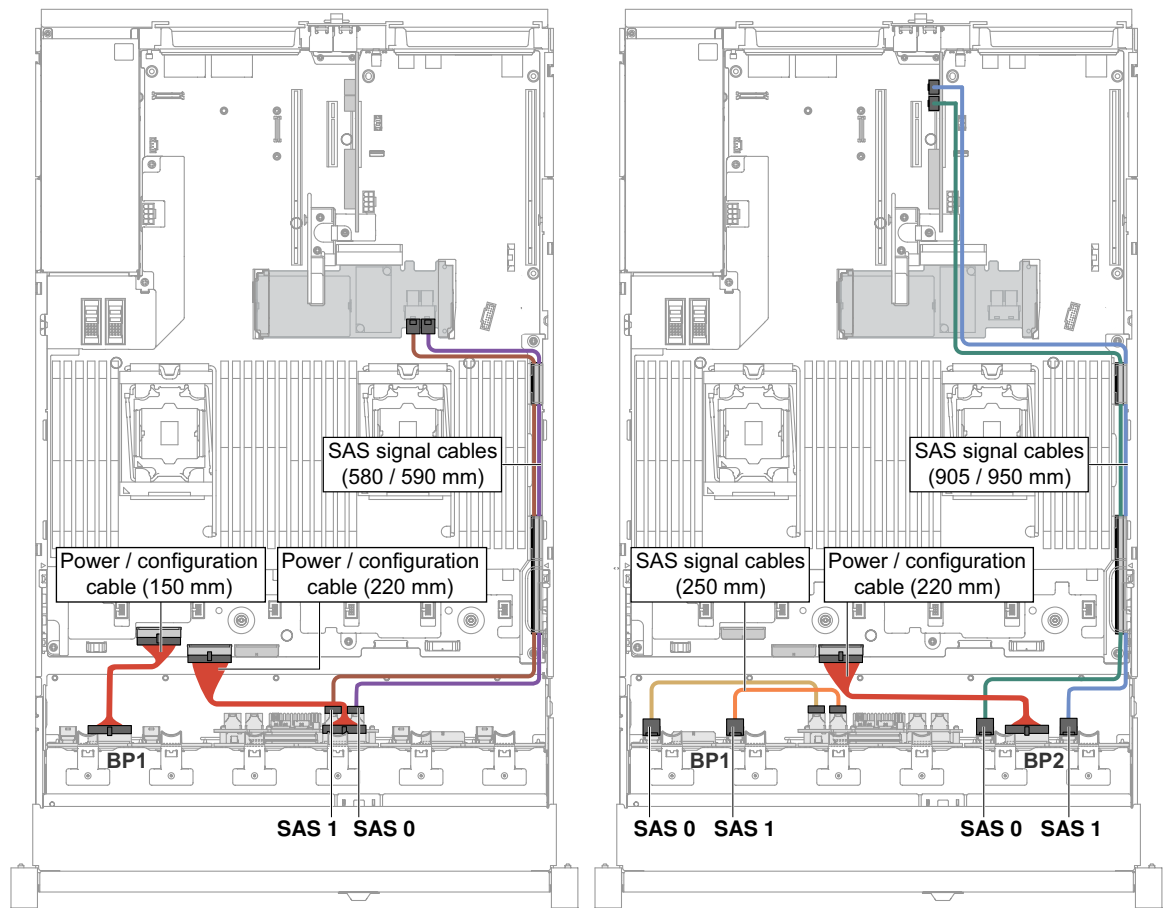 SAS signal cables
(580 / 590 mm)
Power / configuration
cable (150 mm)
Power / configuration
cable (220 mm)
BP1
SAS 1
SAS 0
SAS signal cables
(905 / 950 mm)
SAS signal cables
(250 mm)
Power / configuration
cable (220 mm)
BP1
BP2
SAS 0
SAS 1
SAS 0
SAS 1